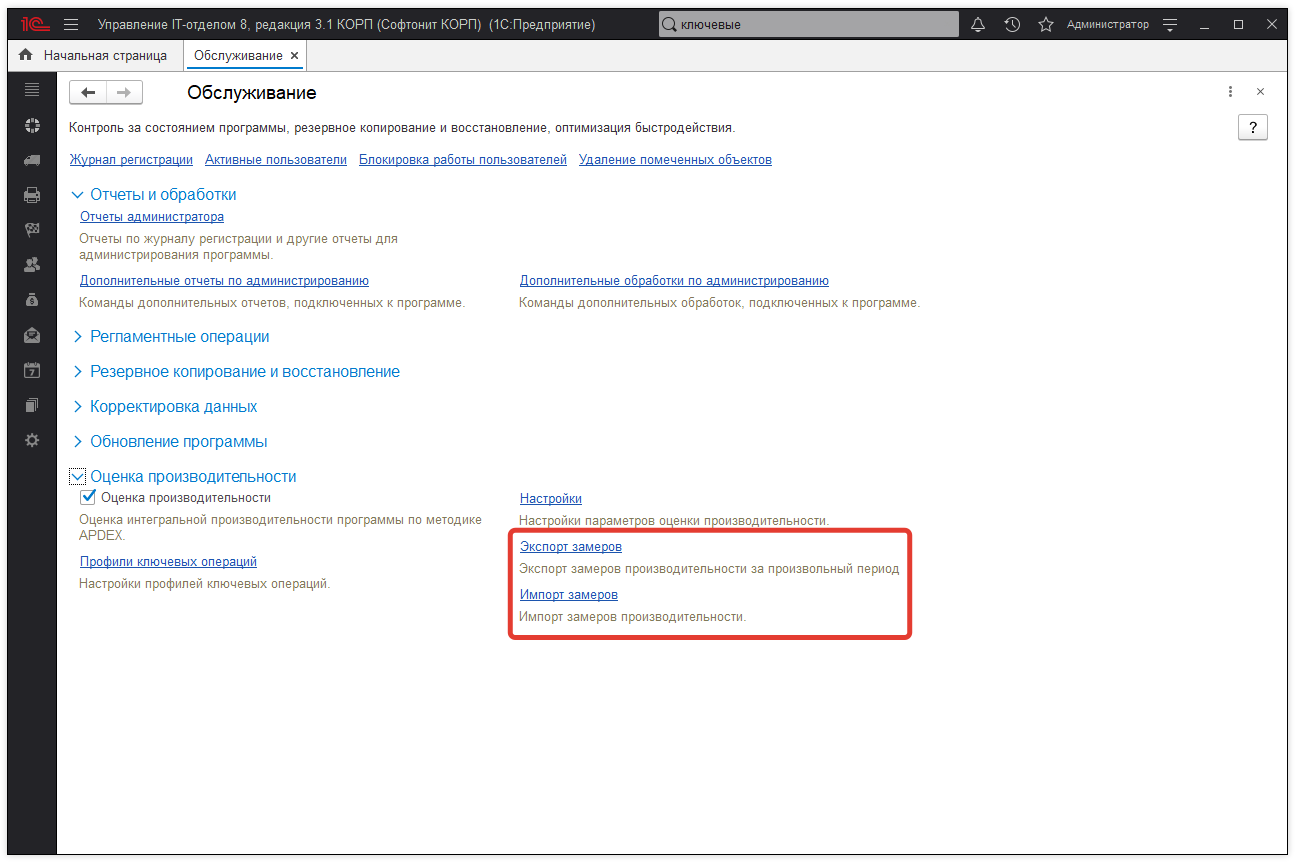 1С Управление IT-отделом 8, редакция 3.1 КОРП (Софтонит КОРП) (1С:Предприятие) ключевые Администратор
Начальная страница Обслуживание
Обслуживание
Контроль за состоянием программы, резервное копирование и восстановление, оптимизация быстродействия. ?
Журнал регистрации Активные пользователи Блокировка работы пользователей Удаление помеченных объектов
Отчеты и обработки
Отчеты администратора
Отчеты по журналу регистрации и другие отчеты для
администрирования программы.
Дополнительные отчеты по администрированию Дополнительные обработки по администрированию
Команды дополнительных отчетов, подключенных к программе. Команды дополнительных обработок, подключенных к программе.
Регламентные операции
Резервное копирование и восстановление
Корректировка данных
Обновление программы
Оценка производительности
Оценка производительности
Оценка интегральной производительности программы по методике
APDEX.
Профили ключевых операций
Настройки профилей ключевых операций.
Настройки
Настройки параметров оценки производительности.
Экспорт замеров
Экспорт замеров производительности за произвольный период
Импорт замеров
Импорт замеров производительности.
7